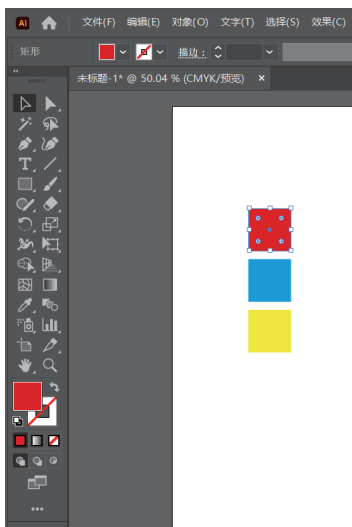 Ai 文件(F) 编辑(E) 对象(O) 文字(T) 选择(S) 效果(C)
矩形 描边:
未标题-1* @ 50.04 % (CMYK/预览) ×